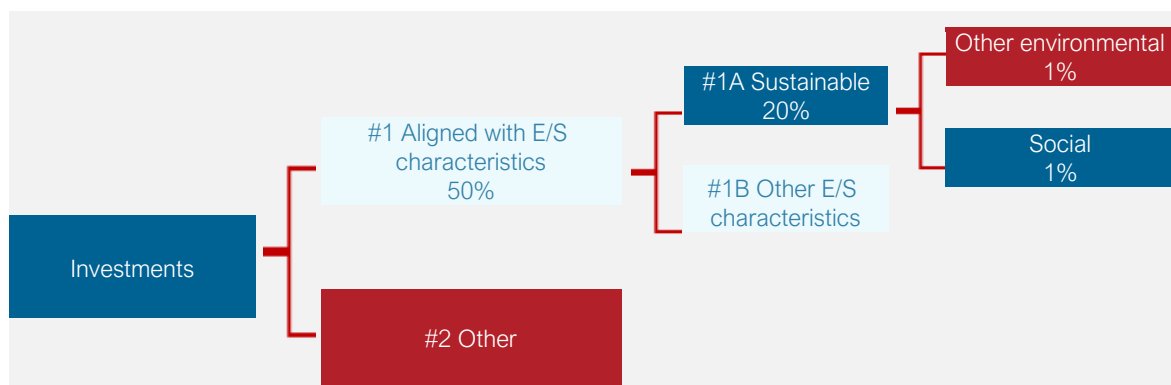 Investments
#1 Aligned with E/S
characteristics
50%
#2 Other
#1A Sustainable
20%
#1B Other E/S
characteristics
Other environmental
1%
Social
1%